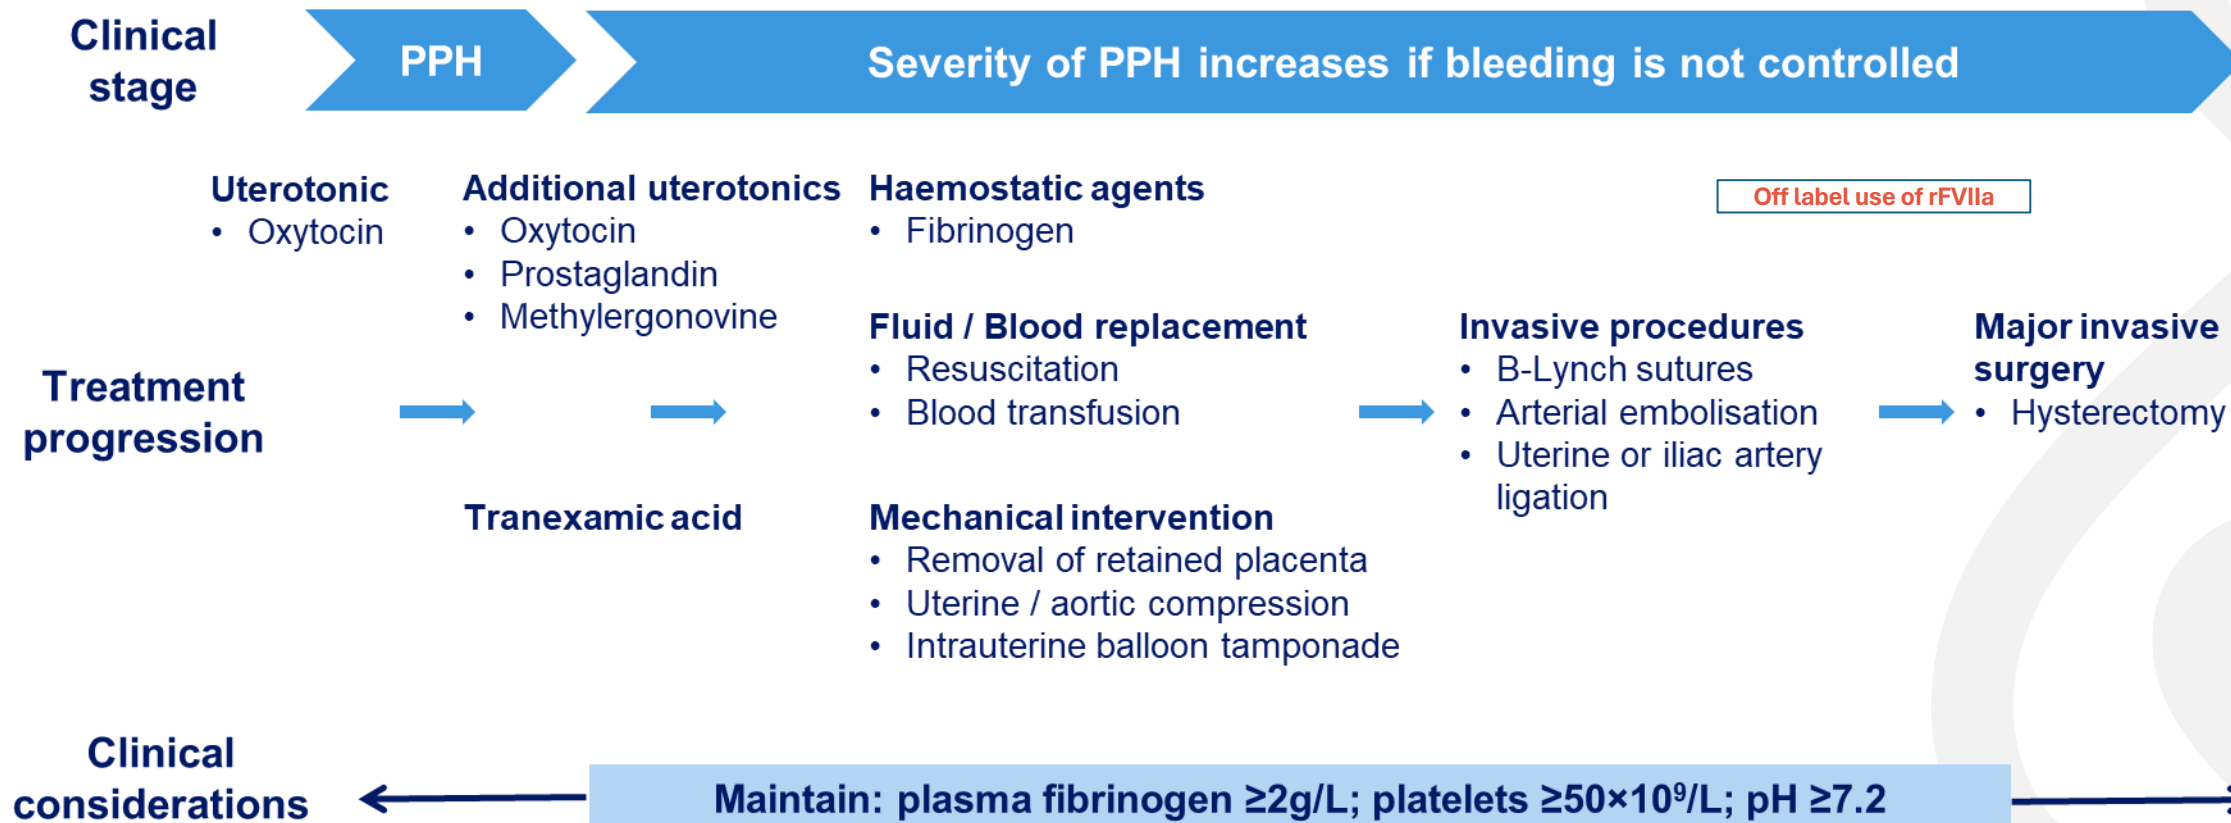 Clinical
stage
PPH
Severity of PPH increases if bleeding is not controlled
Treatment
progression
Uterotonic
• Oxytocin
Additional uterotonics
• Oxytocin
• Prostaglandin
• Methylergonovine
Tranexamic acid
Haemostatic agents
• Fibrinogen
Fluid / Blood replacement
• Resuscitation
• Blood transfusion
Mechanical intervention
• Removal of retained placenta
• Uterine / aortic compression
• Intrauterine balloon tamponade
Off label use of rFVIIa
Invasive procedures
• B-Lynch sutures
• Arterial embolisation
• Uterine or iliac artery
ligation
Major invasive
surgery
• Hysterectomy
Clinical
considerations
Maintain: plasma fibrinogen ≥2g/L; platelets ≥50×10⁹/L; pH ≥7.2